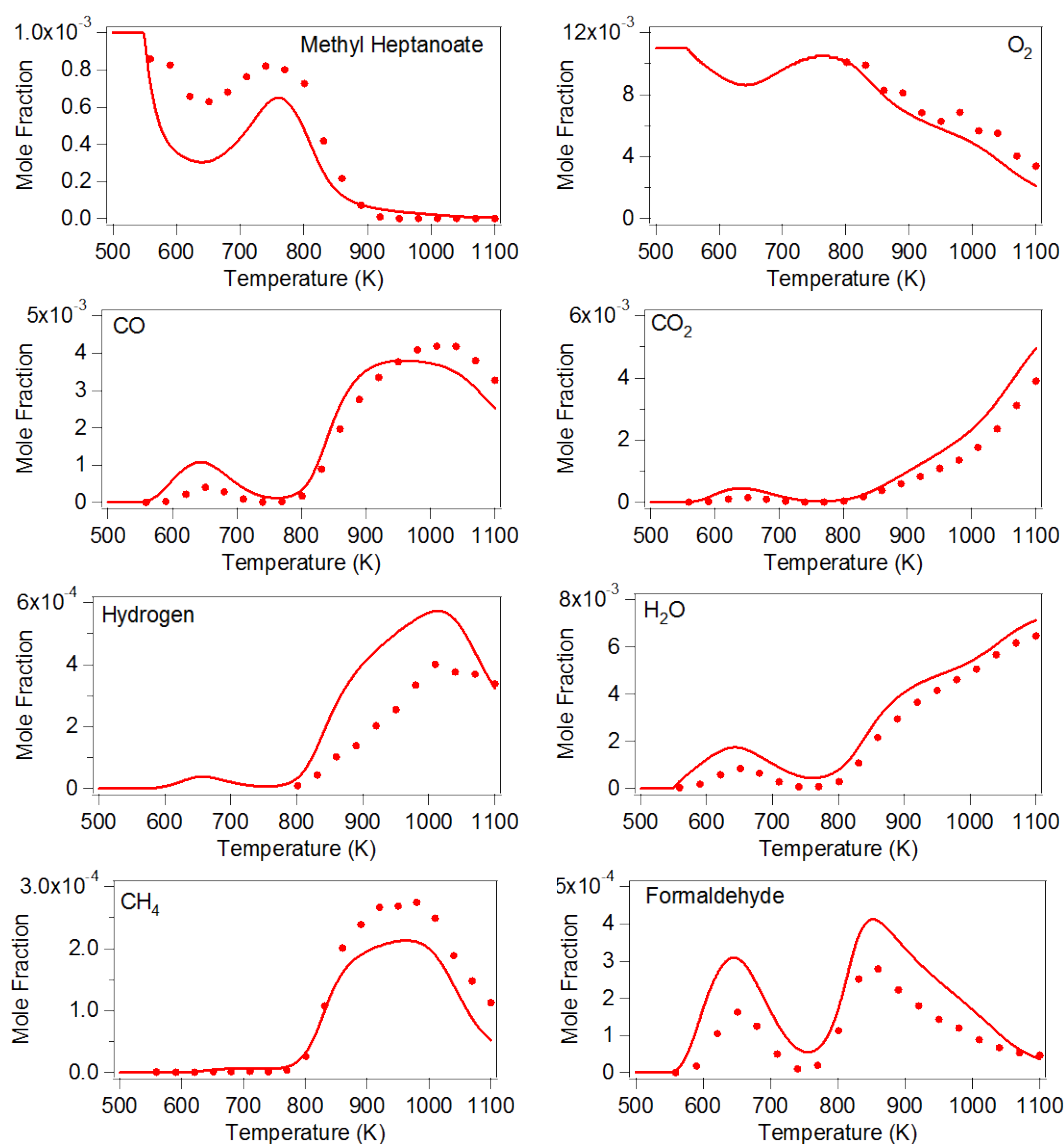 1.0x10⁻³
Methyl Heptanoate
0.8
0.6
0.4
0.2
0.0
Mole Fraction
500 600 700 800 900 1000 1100
Temperature (K)
12x10⁻³
O₂
8
4
0
Mole Fraction
500 600 700 800 900 1000 1100
Temperature (K)
5x10⁻³
CO
4
3
2
1
0
Mole Fraction
500 600 700 800 900 1000 1100
Temperature (K)
6x10⁻³
CO₂
4
2
0
Mole Fraction
500 600 700 800 900 1000 1100
Temperature (K)
6x10⁻⁴
Hydrogen
4
2
0
Mole Fraction
500 600 700 800 900 1000 1100
Temperature (K)
8x10⁻³
H₂O
6
4
2
0
Mole Fraction
500 600 700 800 900 1000 1100
Temperature (K)
3.0x10⁻⁴
CH₄
2.0
1.0
0.0
Mole Fraction
500 600 700 800 900 1000 1100
Temperature (K)
5x10⁻⁴
Formaldehyde
4
3
2
1
0
Mole Fraction
500 600 700 800 900 1000 1100
Temperature (K)